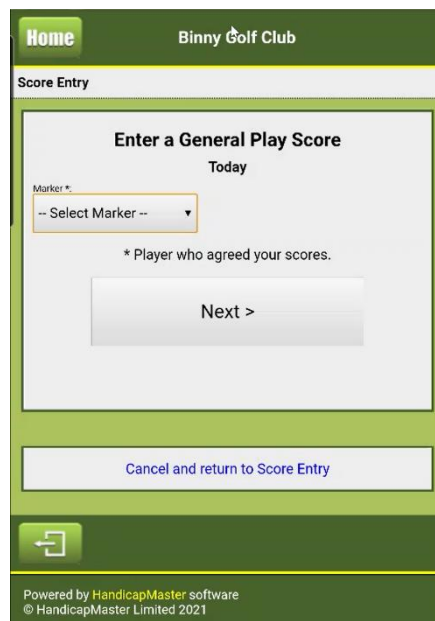 Home
Binny Golf Club
Score Entry
Enter a General Play Score
Today
Marker *:
-- Select Marker --
* Player who agreed your scores.
Next >
Cancel and return to Score Entry
Powered by HandicapMaster software
© HandicapMaster Limited 2021